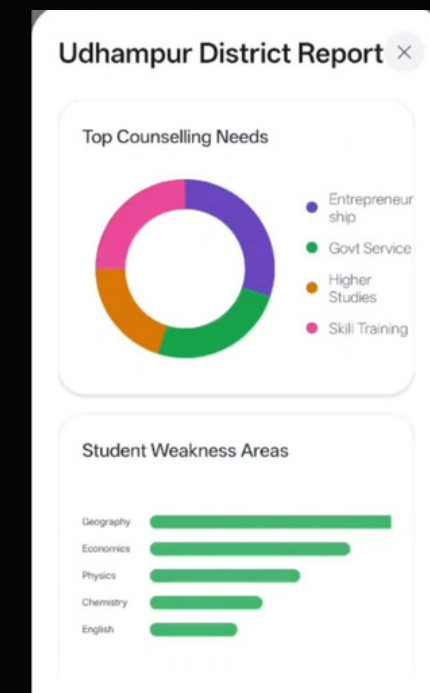 Udhampur District Report
Top Counselling Needs
Entrepreneur
ship
Govt Service
Higher
Studies
Skill Training
Student Weakness Areas
Geography
Economics
Physics
Chemistry
English